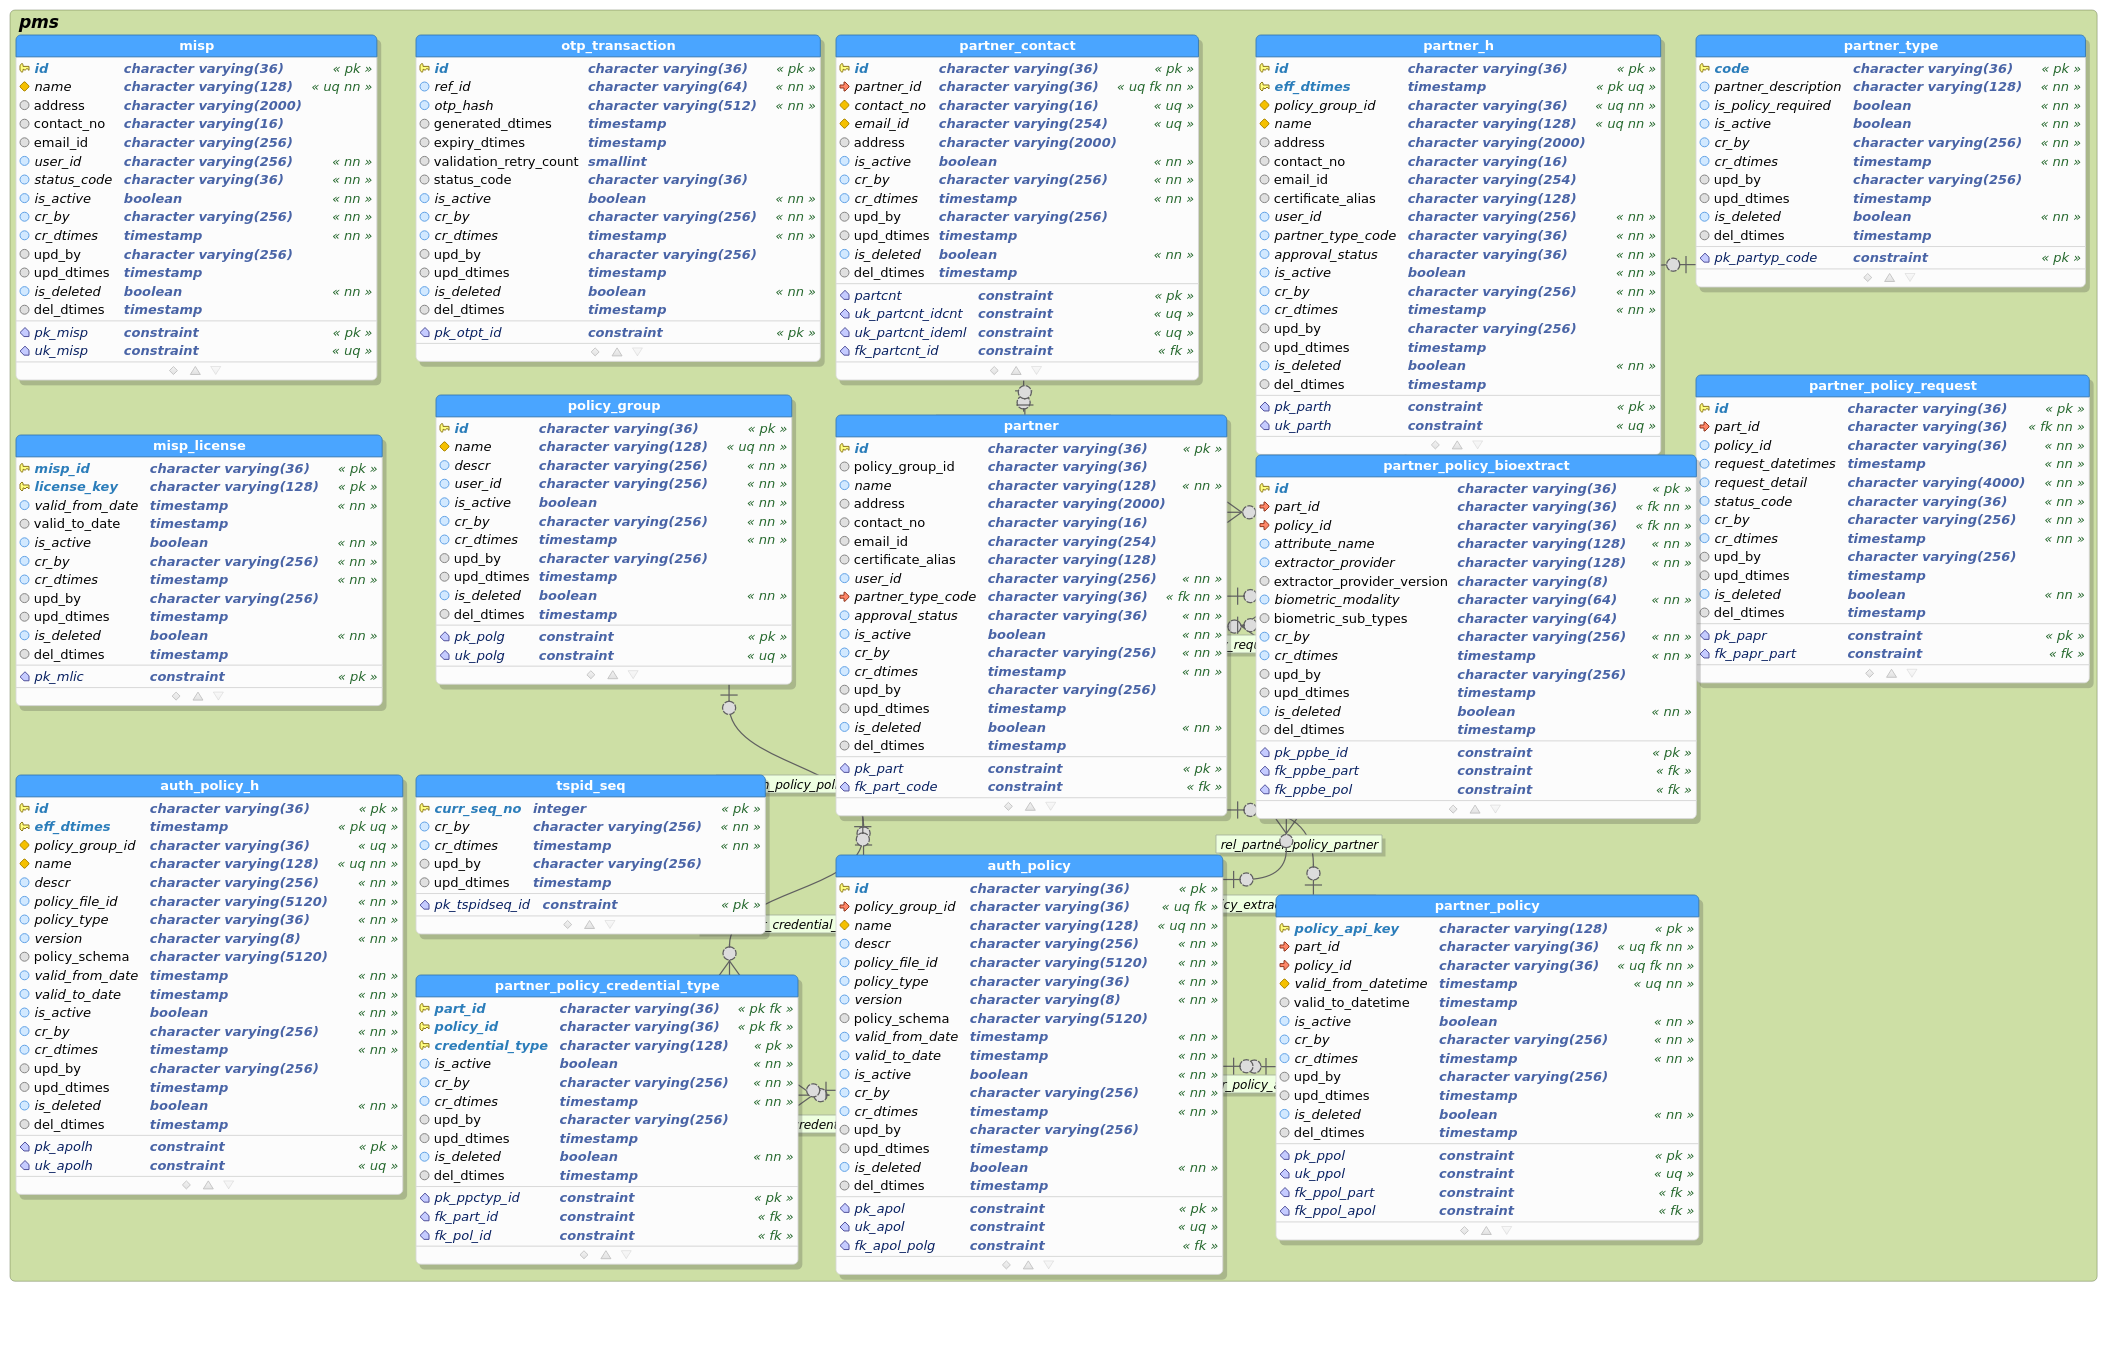 pms
misp
id character varying(36) « pk »
name character varying(128) « uq nn »
address character varying(2000)
contact_no character varying(16)
email_id character varying(256)
user_id character varying(256) « nn »
status_code character varying(36) « nn »
is_active boolean « nn »
cr_by character varying(256) « nn »
cr_dtimes timestamp « nn »
upd_by character varying(256)
upd_dtimes timestamp
is_deleted boolean « nn »
del_dtimes timestamp
pk_misp constraint « pk »
uk_misp constraint « uq »
otp_transaction
id character varying(36) « pk »
ref_id character varying(64) « nn »
otp_hash character varying(512) « nn »
generated_dtimes timestamp
expiry_dtimes timestamp
validation_retry_count smallint
status_code character varying(36)
is_active boolean « nn »
cr_by character varying(256) « nn »
cr_dtimes timestamp « nn »
upd_by character varying(256)
upd_dtimes timestamp
is_deleted boolean « nn »
del_dtimes timestamp
pk_otpt_id constraint « pk »
partner_contact
id character varying(36) « pk »
partner_id character varying(36) « uq fk nn »
contact_no character varying(16) « uq »
email_id character varying(254) « uq »
address character varying(2000)
is_active boolean « nn »
cr_by character varying(256) « nn »
cr_dtimes timestamp « nn »
upd_by character varying(256)
upd_dtimes timestamp
is_deleted boolean « nn »
del_dtimes timestamp
partcnt constraint « pk »
uk_partcnt_idcnt constraint « uq »
uk_partcnt_ideml constraint « uq »
fk_partcnt_id constraint « fk »
partner_h
id character varying(36) « pk »
eff_dtimes timestamp « pk uq »
policy_group_id character varying(36) « uq nn »
name character varying(128) « uq nn »
address character varying(2000)
contact_no character varying(16)
email_id character varying(254)
certificate_alias character varying(128)
user_id character varying(256) « nn »
partner_type_code character varying(36) « nn »
approval_status character varying(36) « nn »
is_active boolean « nn »
cr_by character varying(256) « nn »
cr_dtimes timestamp « nn »
upd_by character varying(256)
upd_dtimes timestamp
is_deleted boolean « nn »
del_dtimes timestamp
pk_parth constraint « pk »
uk_parth constraint « uq »
partner_type
code character varying(36) « pk »
partner_description character varying(128) « nn »
is_policy_required boolean « nn »
is_active boolean « nn »
cr_by character varying(256) « nn »
cr_dtimes timestamp « nn »
upd_by character varying(256)
upd_dtimes timestamp
is_deleted boolean « nn »
del_dtimes timestamp
pk_partyp_code constraint « pk »
misp_license
misp_id character varying(36) « pk »
license_key character varying(128) « pk »
valid_from_date timestamp « nn »
valid_to_date timestamp
is_active boolean « nn »
cr_by character varying(256) « nn »
cr_dtimes timestamp « nn »
upd_by character varying(256)
upd_dtimes timestamp
is_deleted boolean « nn »
del_dtimes timestamp
pk_mlic constraint « pk »
policy_group
id character varying(36) « pk »
name character varying(128) « uq nn »
descr character varying(256) « nn »
user_id character varying(256) « nn »
is_active boolean « nn »
cr_by character varying(256) « nn »
cr_dtimes timestamp « nn »
upd_by character varying(256)
upd_dtimes timestamp
is_deleted boolean « nn »
del_dtimes timestamp
pk_polg constraint « pk »
uk_polg constraint « uq »
partner
id character varying(36) « pk »
policy_group_id character varying(36)
name character varying(128) « nn »
address character varying(2000)
contact_no character varying(16)
email_id character varying(254)
certificate_alias character varying(128)
user_id character varying(256) « nn »
partner_type_code character varying(36) « fk nn »
approval_status character varying(36) « nn »
is_active boolean « nn »
cr_by character varying(256) « nn »
cr_dtimes timestamp « nn »
upd_by character varying(256)
upd_dtimes timestamp
is_deleted boolean « nn »
del_dtimes timestamp
pk_part constraint « pk »
fk_part_code constraint « fk »
partner_policy_bioextract
id character varying(36) « pk »
part_id character varying(36) « fk nn »
policy_id character varying(36) « fk nn »
attribute_name character varying(128) « nn »
extractor_provider character varying(128) « nn »
extractor_provider_version character varying(8)
biometric_modality character varying(64) « nn »
biometric_sub_types character varying(64)
cr_by character varying(256) « nn »
cr_dtimes timestamp « nn »
upd_by character varying(256)
upd_dtimes timestamp
is_deleted boolean « nn »
del_dtimes timestamp
pk_ppbe_id constraint « pk »
fk_ppbe_part constraint « fk »
fk_ppbe_pol constraint « fk »
partner_policy_request
id character varying(36) « pk »
part_id character varying(36) « fk nn »
policy_id character varying(36) « nn »
request_datetimes timestamp « nn »
request_detail character varying(4000) « nn »
status_code character varying(36) « nn »
cr_by character varying(256) « nn »
cr_dtimes timestamp « nn »
upd_by character varying(256)
upd_dtimes timestamp
is_deleted boolean « nn »
del_dtimes timestamp
pk_papr constraint « pk »
fk_papr_part constraint « fk »
auth_policy_h
id character varying(36) « pk »
eff_dtimes timestamp « pk uq »
policy_group_id character varying(36) « uq »
name character varying(128) « uq nn »
descr character varying(256) « nn »
policy_file_id character varying(5120) « nn »
policy_type character varying(36) « nn »
version character varying(8) « nn »
policy_schema character varying(5120)
valid_from_date timestamp « nn »
valid_to_date timestamp « nn »
is_active boolean « nn »
cr_by character varying(256) « nn »
cr_dtimes timestamp « nn »
upd_by character varying(256)
upd_dtimes timestamp
is_deleted boolean « nn »
del_dtimes timestamp
pk_apolh constraint « pk »
uk_apolh constraint « uq »
tspid_seq
curr_seq_no integer « pk »
cr_by character varying(256) « nn »
cr_dtimes timestamp « nn »
upd_by character varying(256)
upd_dtimes timestamp
pk_tspidseq_id constraint « pk »
partner_policy_credential_type
part_id character varying(36) « pk fk »
policy_id character varying(36) « pk fk »
credential_type character varying(128) « pk »
is_active boolean « nn »
cr_by character varying(256) « nn »
cr_dtimes timestamp « nn »
upd_by character varying(256)
upd_dtimes timestamp
is_deleted boolean « nn »
del_dtimes timestamp
pk_ppctyp_id constraint « pk »
fk_part_id constraint « fk »
fk_pol_id constraint « fk »
auth_policy
id character varying(36) « pk »
policy_group_id character varying(36) « uq fk »
name character varying(128) « uq nn »
descr character varying(256) « nn »
policy_file_id character varying(5120) « nn »
policy_type character varying(36) « nn »
version character varying(8) « nn »
policy_schema character varying(5120)
valid_from_date timestamp « nn »
valid_to_date timestamp « nn »
is_active boolean « nn »
cr_by character varying(256) « nn »
cr_dtimes timestamp « nn »
upd_by character varying(256)
upd_dtimes timestamp
is_deleted boolean « nn »
del_dtimes timestamp
pk_apol constraint « pk »
uk_apol constraint « uq »
fk_apol_polg constraint « fk »
rel_partner_policy_partner
partner_policy
policy_api_key character varying(128) « pk »
part_id character varying(36) « uq fk nn »
policy_id character varying(36) « uq fk nn »
valid_from_datetime timestamp « uq nn »
valid_to_datetime timestamp
is_active boolean « nn »
cr_by character varying(256) « nn »
cr_dtimes timestamp « nn »
upd_by character varying(256)
upd_dtimes timestamp
is_deleted boolean « nn »
del_dtimes timestamp
pk_ppol constraint « pk »
uk_ppol constraint « uq »
fk_ppol_part constraint « fk »
fk_ppol_apol constraint « fk »